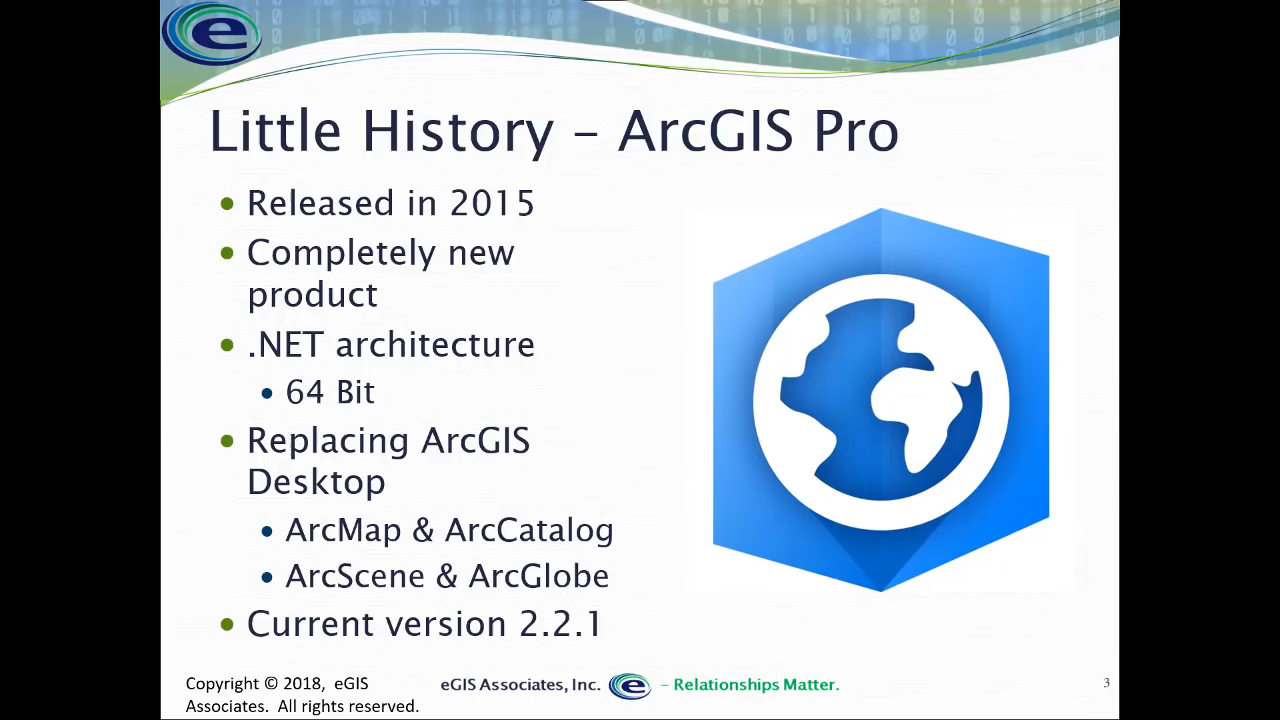 Little History – ArcGIS Pro
Released in 2015
Completely new
product
.NET architecture
64 Bit
Replacing ArcGIS
Desktop
ArcMap & ArcCatalog
ArcScene & ArcGlobe
Current version 2.2.1
Copyright © 2018, eGIS
Associates. All rights reserved.
eGIS Associates, Inc. e – Relationships Matter.
3
e